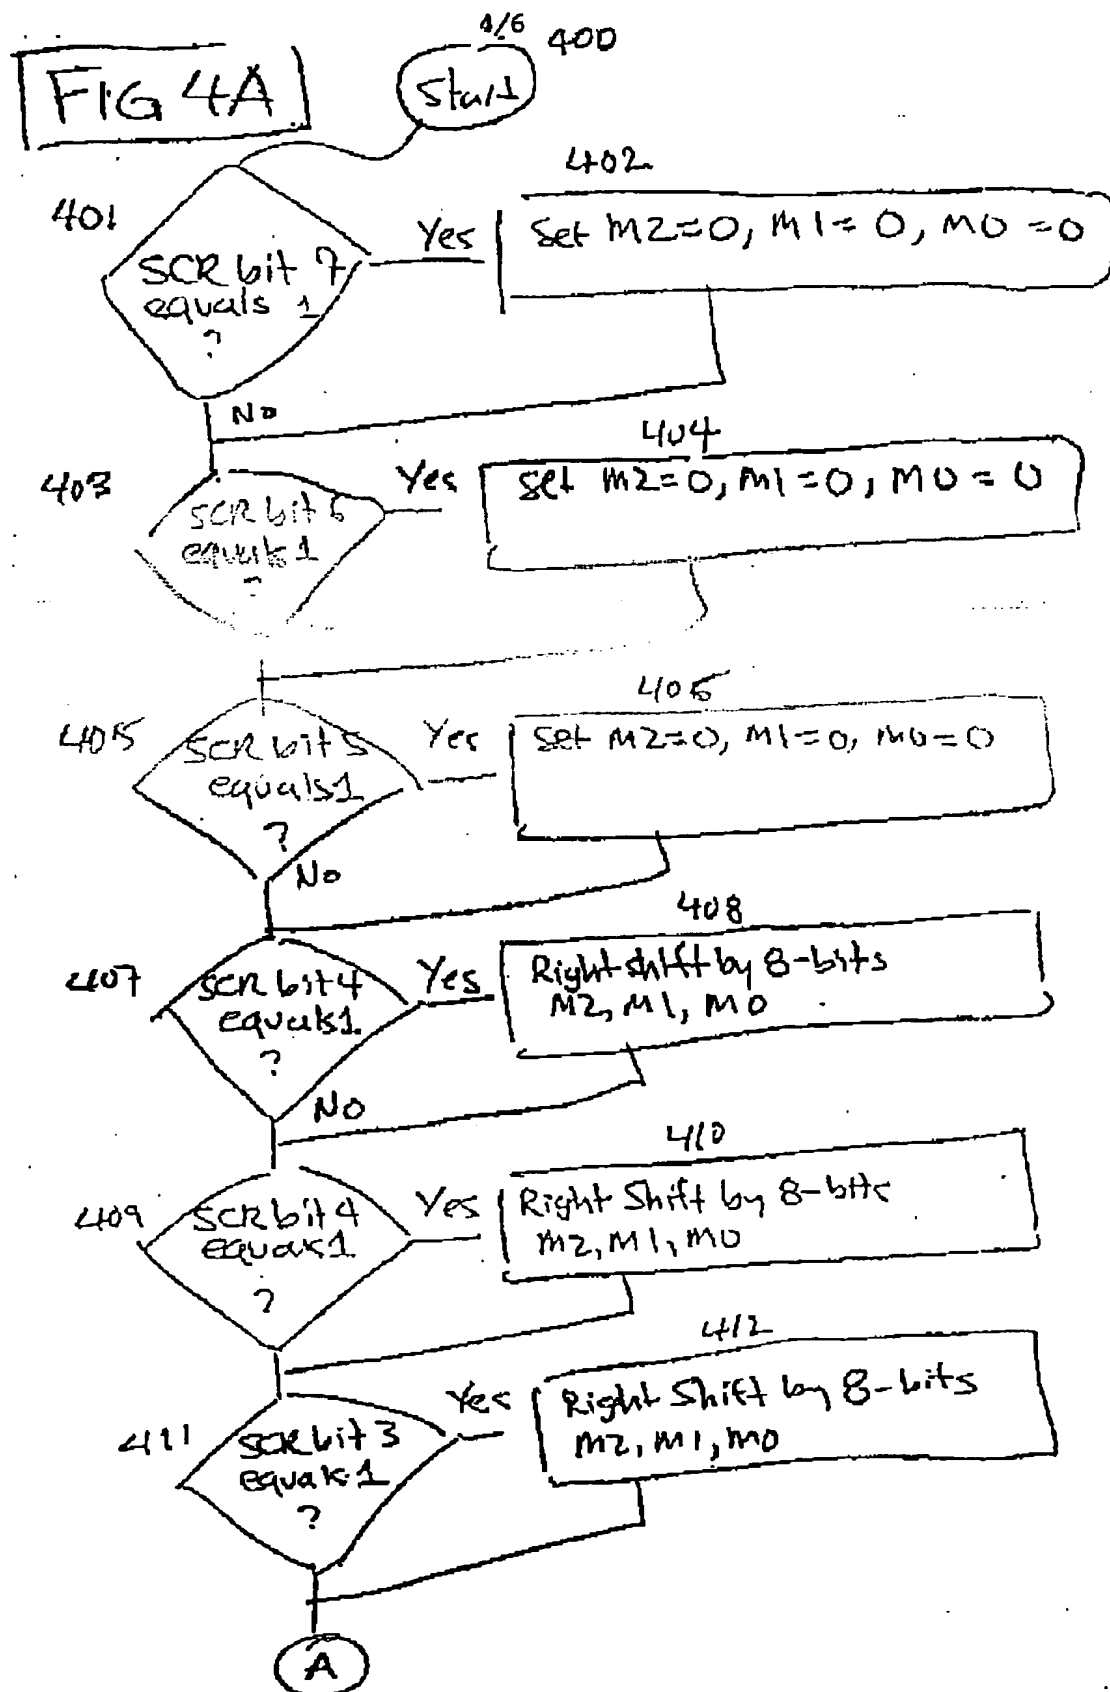 4/6
400
FIG 4A
Start
401
SCR bit 7
equals 1
?
Yes
402
Set M2=0, M1=0, M0=0
No
403
SCR bit 6
equals 1
?
Yes
404
Set M2=0, M1=0, M0=0
405
SCR bit 5
equals 1
?
Yes
406
Set M2=0, M1=0, M0=0
No
407
SCR bit 4
equals 1
?
Yes
408
Right shift by 8-bits
M2, M1, M0
No
409
SCR bit 4
equals 1
?
Yes
410
Right Shift by 8-bits
M2, M1, M0
411
SCR bit 3
equals 1
?
Yes
412
Right Shift by 8-bits
M2, M1, M0
A